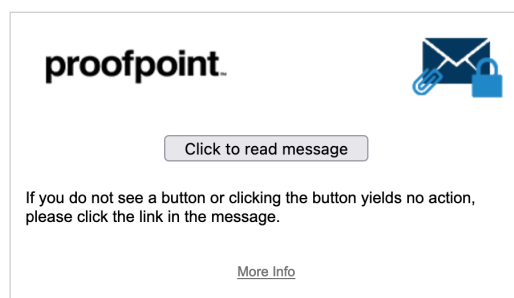 proofpoint™
Click to read message
If you do not see a button or clicking the button yields no action,
please click the link in the message.
More Info